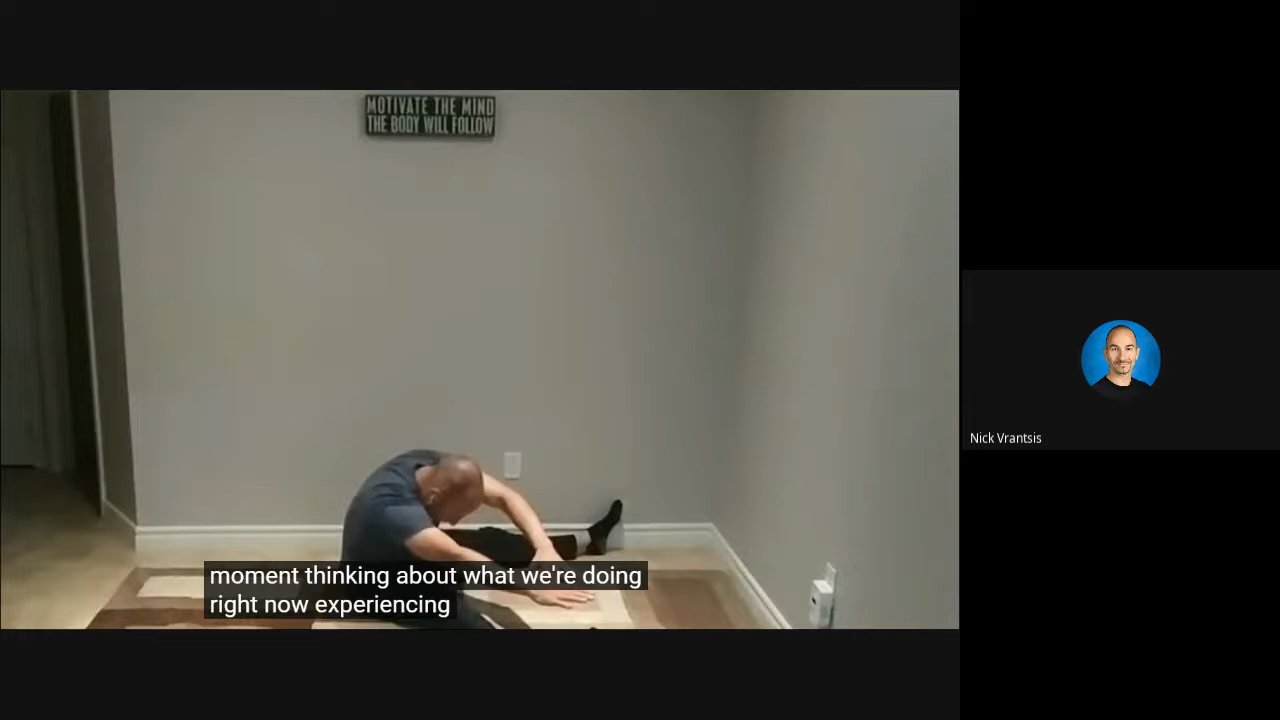 MOTIVATE THE MIND
THE BODY WILL FOLLOW
moment thinking about what we're doing
right now experiencing
Nick Vrantsis